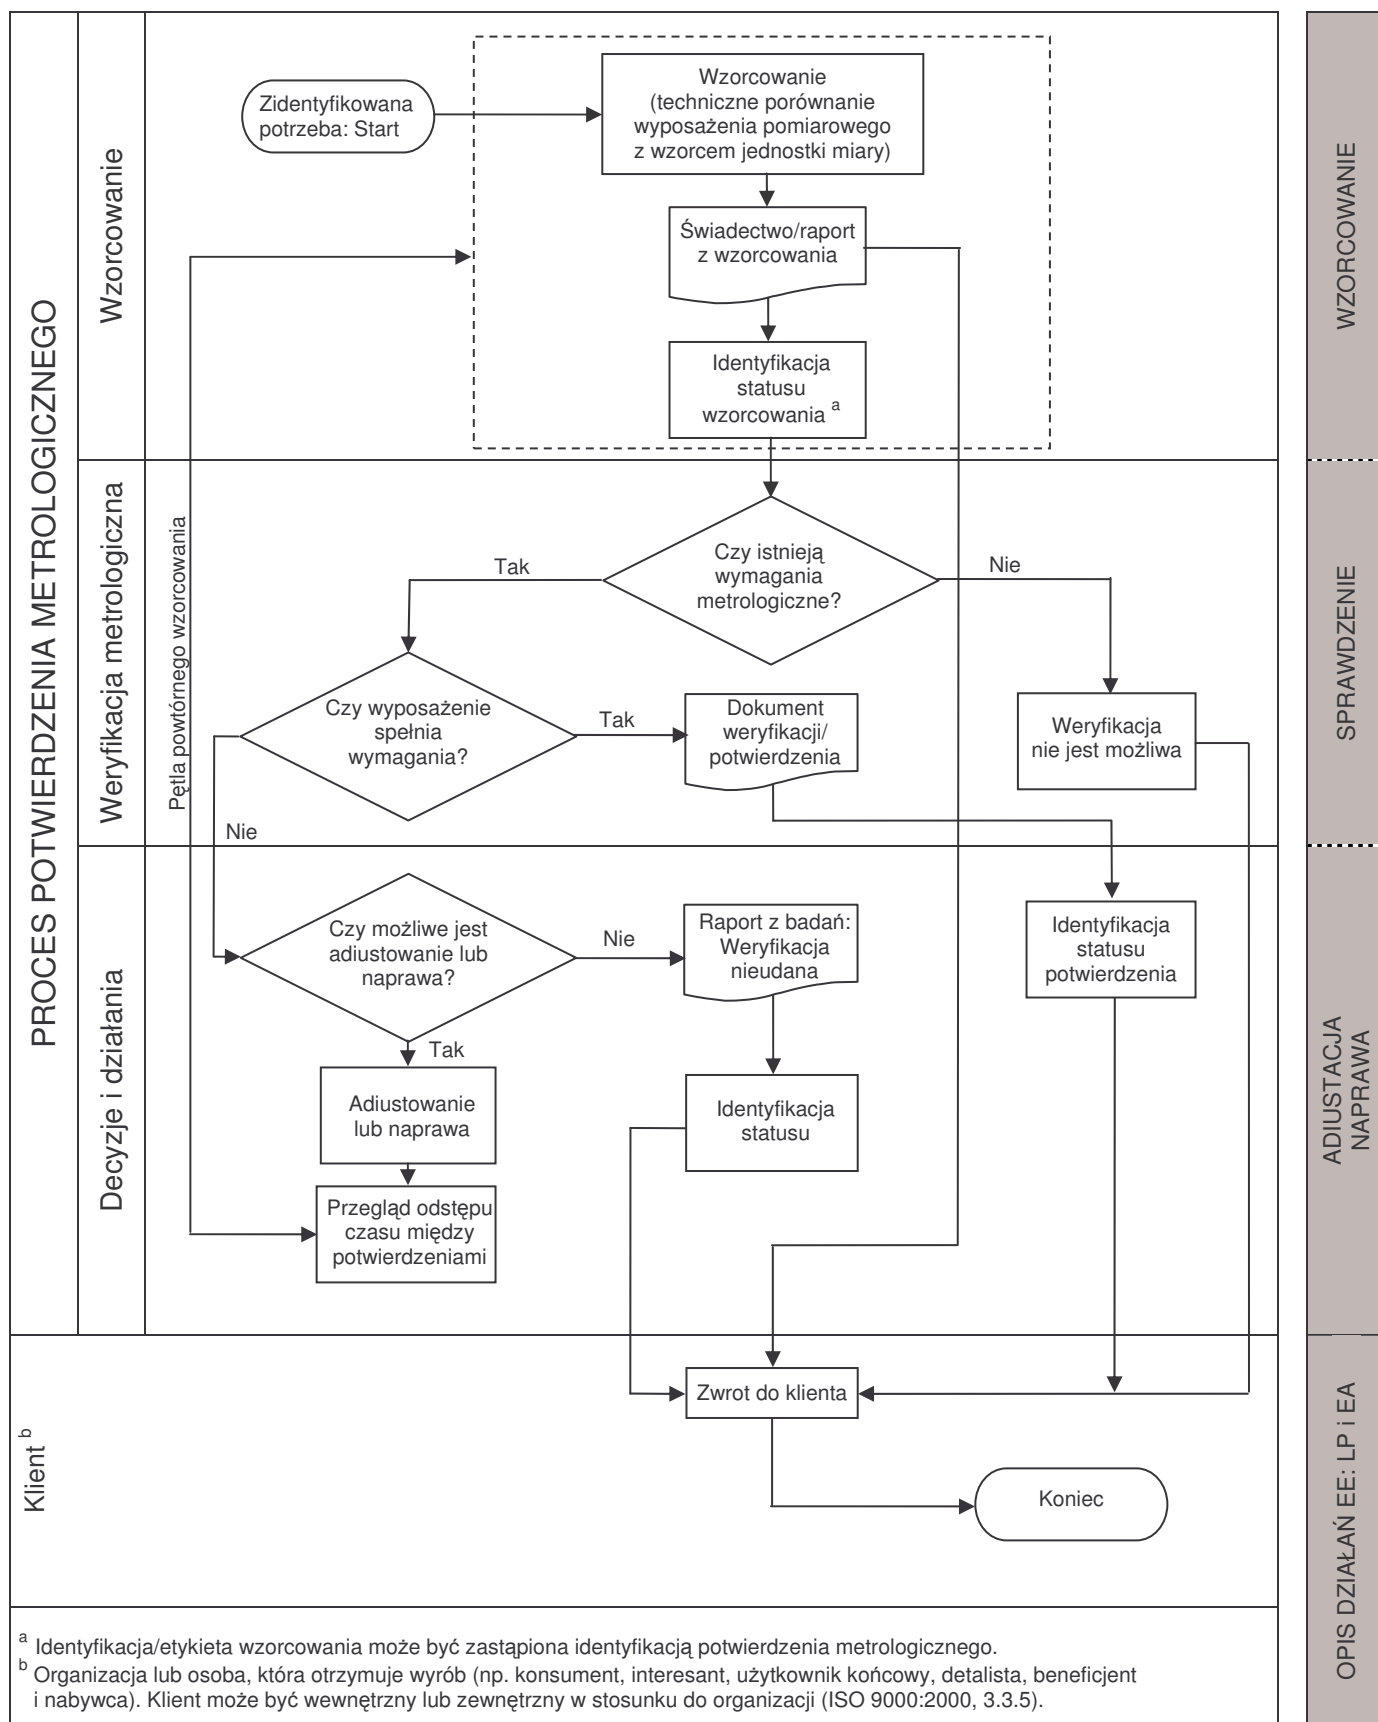 PROCES POTWIERDZENIA METROLOGICZNEGO
Wzorcowanie
Zidentyfikowana
potrzeba: Start
Wzorcowanie
(techniczne porównanie
wyposażenia pomiarowego
z wzorcem jednostki miary)
Świadectwo/raport
z wzorcowania
Identyfikacja
statusu
wzorcowania a
WZORCOWANIE
Weryfikacja metrologiczna
Pętla powtórnego wzorcowania
Czy istnieją
wymagania
metrologiczne?
Tak
Nie
Czy wyposażenie
spełnia
wymagania?
Tak
Dokument
weryfikacji/
potwierdzenia
Weryfikacja
nie jest możliwa
Nie
SPRAWDZENIE
Decyzje i działania
Czy możliwe jest
adiustowanie lub
naprawa?
Nie
Raport z badań:
Weryfikacja
nieudana
Identyfikacja
statusu
potwierdzenia
Tak
Adiustowanie
lub naprawa
Identyfikacja
statusu
Przegląd odstępu
czasu między
potwierdzeniami
ADIUSTACJA
NAPRAWA
Klient b
Zwrot do klienta
Koniec
OPIS DZIAŁAŃ EE: LP i EA
a Identyfikacja/etykieta wzorcowania może być zastąpiona identyfikacją potwierdzenia metrologicznego.
b Organizacja lub osoba, która otrzymuje wyrób (np. konsument, interesant, użytkownik końcowy, detalista, beneficjent
i nabywca). Klient może być wewnętrzny lub zewnętrzny w stosunku do organizacji (ISO 9000:2000, 3.3.5).